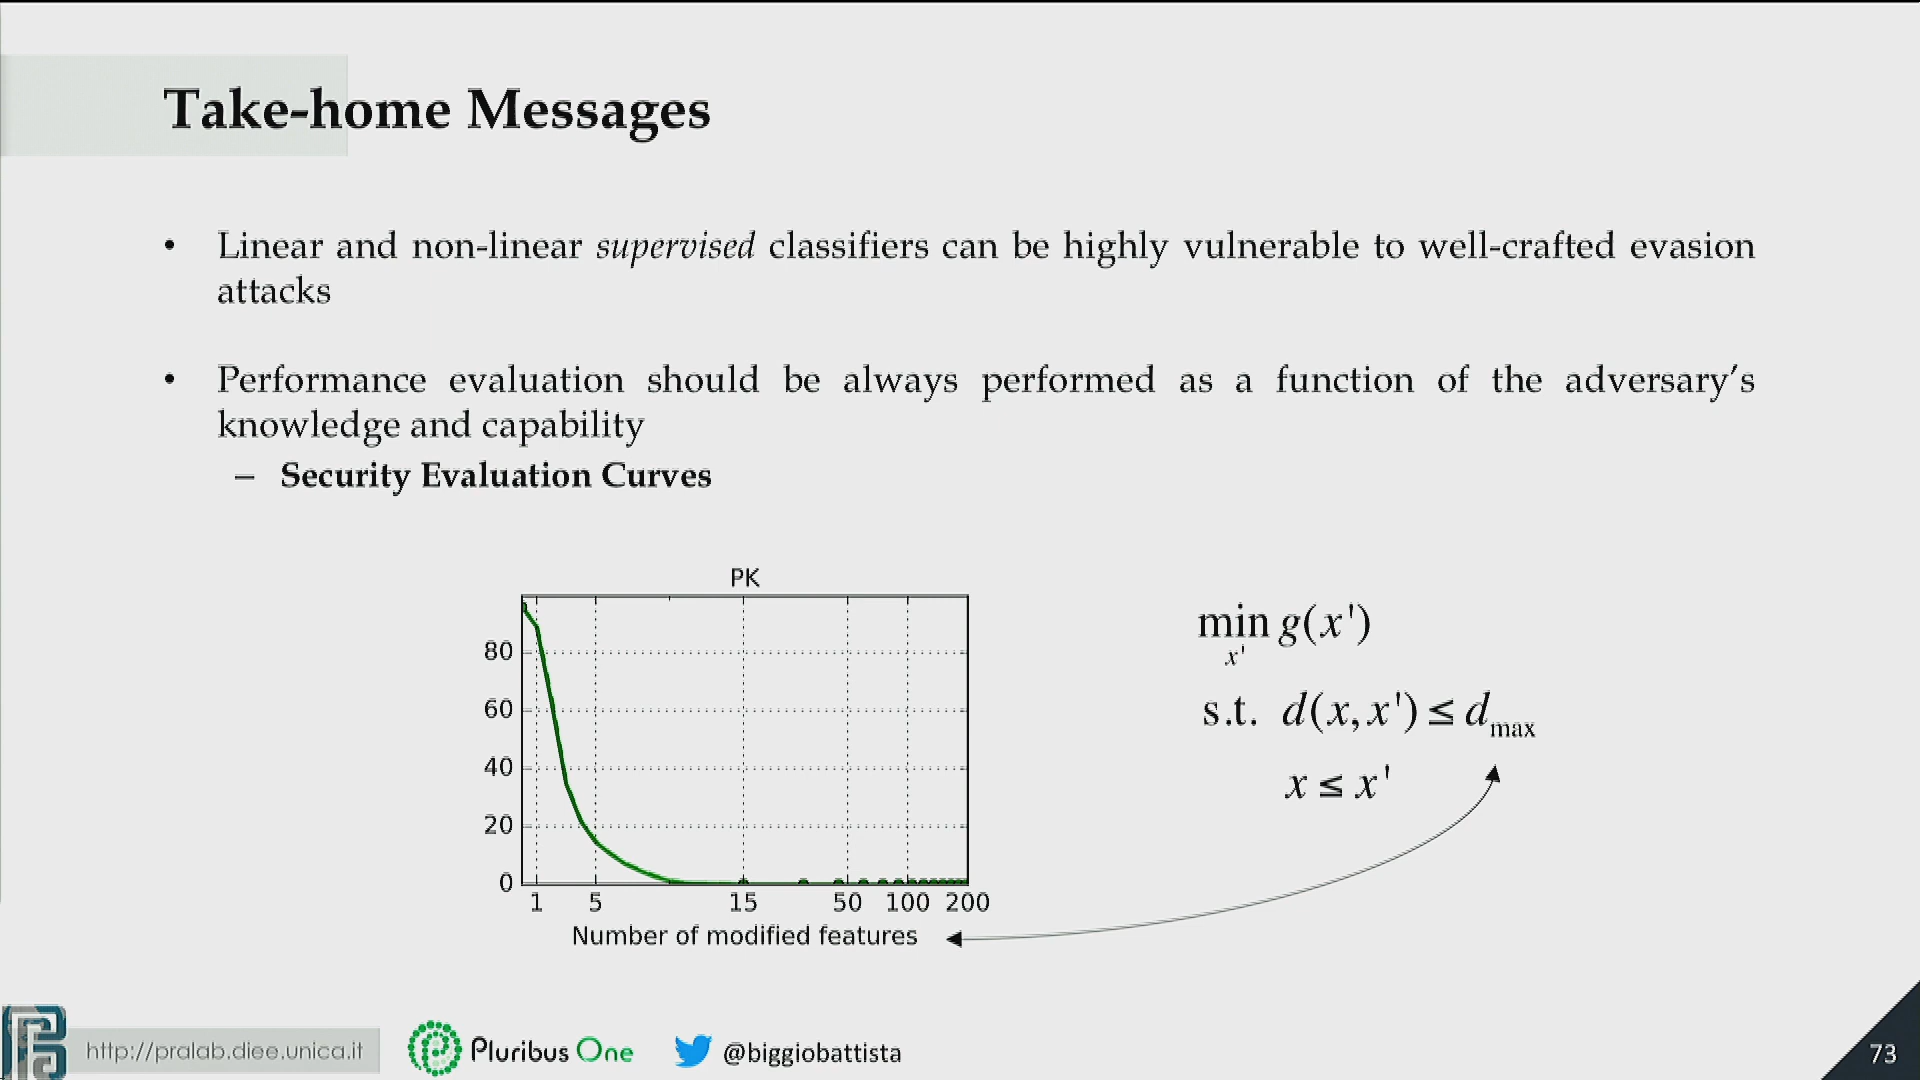 Take-home Messages
• Linear and non-linear supervised classifiers can be highly vulnerable to well-crafted evasion
attacks
• Performance evaluation should be always performed as a function of the adversary's
knowledge and capability
– Security Evaluation Curves
PK
80
60
40
20
0
1 5 15 50 100 200
Number of modified features
min g(x')
x'
s.t. d(x,x') ≤ d_max
x ≤ x'
http://pralab.diee.unica.it
Pluribus One
@biggiobattista
73